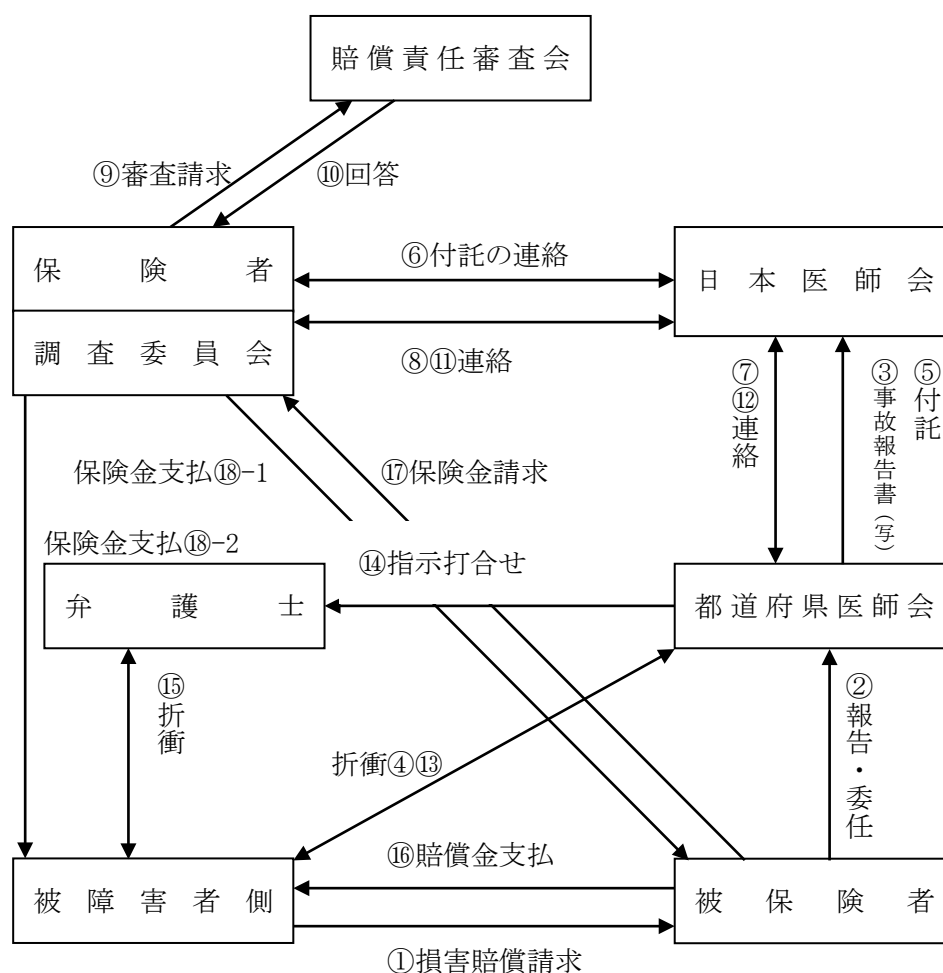 賠償責任審査会
⑨審査請求
⑩回答
保険者
⑥付託の連絡
日本医師会
調査委員会
⑧⑪連絡
⑦⑫連絡
③事故報告書(写)
⑤付託
保険金支払⑱-1
⑰保険金請求
保険金支払⑱-2
⑭指示打合せ
弁護士
都道府県医師会
⑮折衝
②報告・委任
折衝④⑬
⑯賠償金支払
被障害者側
被保険者
①損害賠償請求